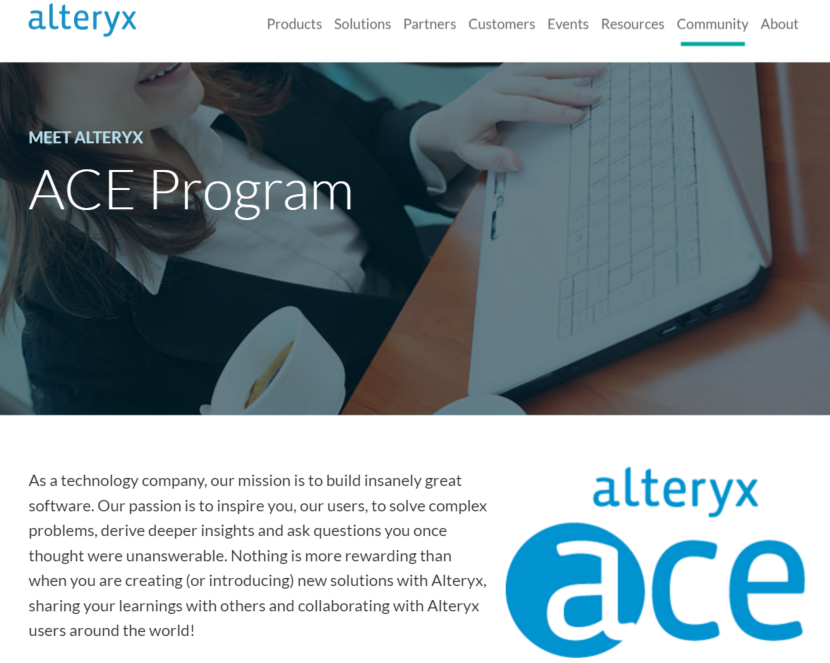 alteryx
Products Solutions Partners Customers Events Resources Community About
MEET ALTERYX
ACE Program
As a technology company, our mission is to build insanely great
software. Our passion is to inspire you, our users, to solve complex
problems, derive deeper insights and ask questions you once
thought were unanswerable. Nothing is more rewarding than
when you are creating (or introducing) new solutions with Alteryx,
sharing your learnings with others and collaborating with Alteryx
users around the world!
alteryx
ace